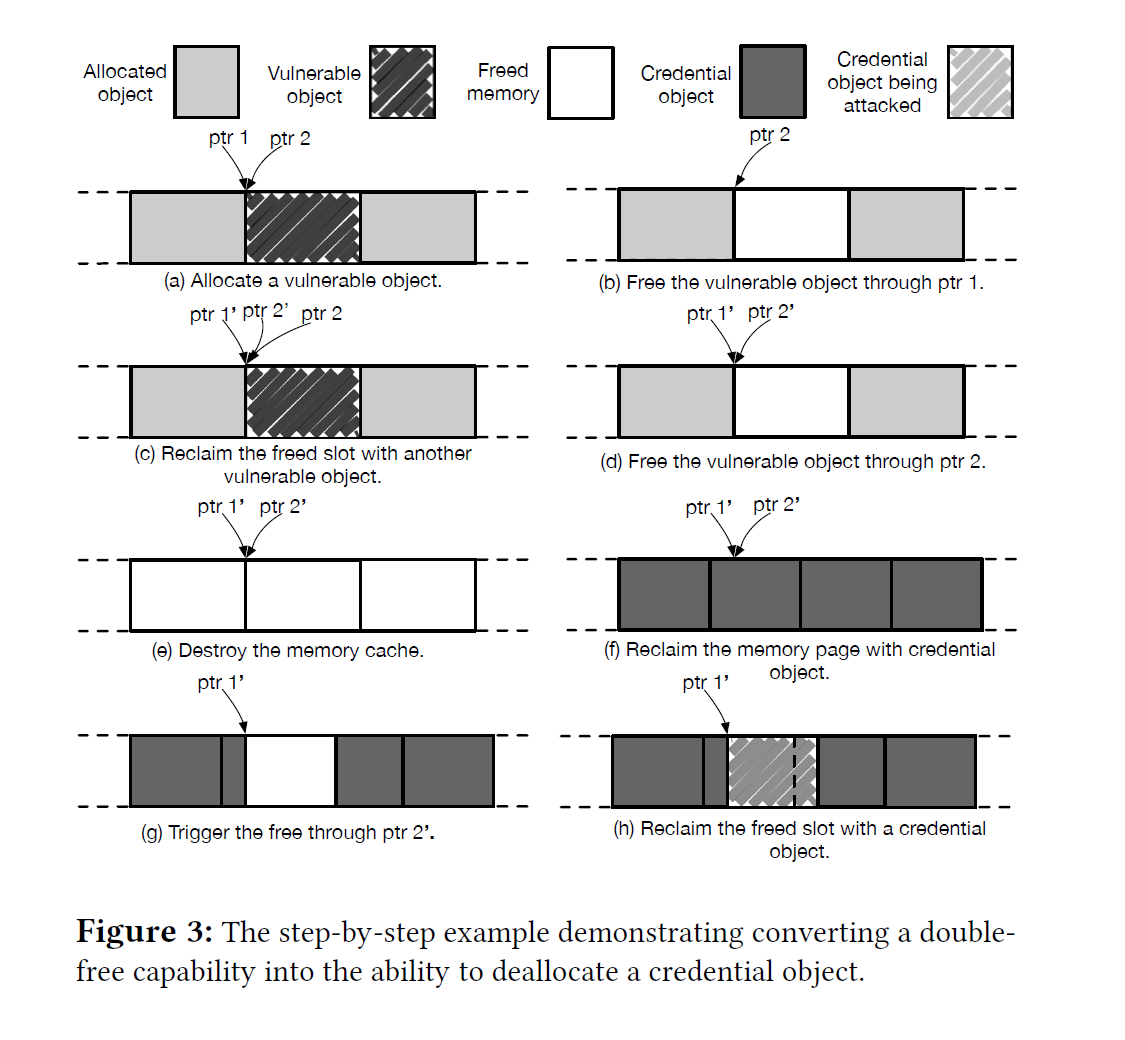 Allocated object
Vulnerable object
Freed memory
Credential object
Credential object being attacked
ptr 1 ptr 2
ptr 2
(a) Allocate a vulnerable object.
(b) Free the vulnerable object through ptr 1.
ptr 1’ ptr 2’ ptr 2
ptr 1’ ptr 2’
(c) Reclaim the freed slot with another
vulnerable object.
(d) Free the vulnerable object through ptr 2.
ptr 1’ ptr 2’
ptr 1’ ptr 2’
(e) Destroy the memory cache.
(f) Reclaim the memory page with credential
object.
ptr 1’
ptr 1’
(g) Trigger the free through ptr 2’.
(h) Reclaim the freed slot with a credential
object.
Figure 3: The step-by-step example demonstrating converting a double-
free capability into the ability to deallocate a credential object.